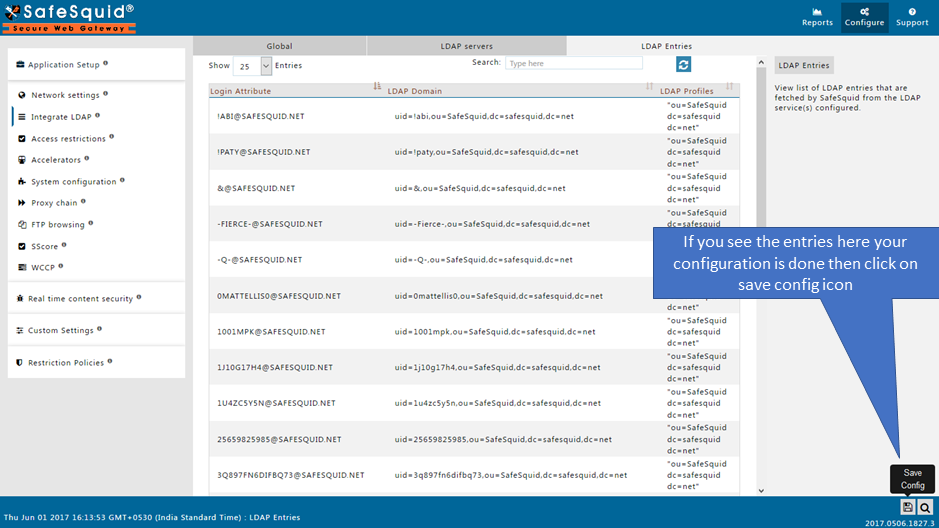 SafeSquid®
Secure Web Gateway
Reports
Configure
Support
Application Setup
Network settings
Integrate LDAP
Access restrictions
Accelerators
System configuration
Proxy chain
FTP browsing
SScore
WCCP
Real time content security
Custom Settings
Restriction Policies
Global
LDAP servers
LDAP Entries
Show 25 Entries
Search: Type here
Login Attribute
LDAP Domain
LDAP Profiles
!ABI@SAFESQUID.NET
uid=!abi,ou=SafeSquid,dc=safesquid,dc=net
"ou=SafeSquid
dc=safesquid
dc=net"
!PATY@SAFESQUID.NET
uid=!paty,ou=SafeSquid,dc=safesquid,dc=net
"ou=SafeSquid
dc=safesquid
dc=net"
&@SAFESQUID.NET
uid=&,ou=SafeSquid,dc=safesquid,dc=net
"ou=SafeSquid
dc=safesquid
dc=net"
-FIERCE-@SAFESQUID.NET
uid=-Fierce-,ou=SafeSquid,dc=safesquid,dc=net
"ou=SafeSquid
-Q-@SAFESQUID.NET
uid=-Q-,ou=SafeSquid,dc=safesquid,dc=net
0MATTELLIS0@SAFESQUID.NET
uid=0mattellis0,ou=SafeSquid,dc=safesquid,dc=net
dc=net"
1001MPK@SAFESQUID.NET
uid=1001mpk,ou=SafeSquid,dc=safesquid,dc=net
"ou=SafeSquid
dc=safesquid
dc=net"
1J10G17H4@SAFESQUID.NET
uid=1j10g17h4,ou=SafeSquid,dc=safesquid,dc=net
"ou=SafeSquid
dc=safesquid
dc=net"
1U4ZC5Y5N@SAFESQUID.NET
uid=1u4zc5y5n,ou=SafeSquid,dc=safesquid,dc=net
"ou=SafeSquid
dc=safesquid
dc=net"
25659825985@SAFESQUID.NET
uid=25659825985,ou=SafeSquid,dc=safesquid,dc=net
"ou=SafeSquid
dc=safesquid
dc=net"
3Q897FN6DIFBQ73@SAFESQUID.NET
uid=3q897fn6difbq73,ou=SafeSquid,dc=safesquid,dc=net
"ou=SafeSquid
dc=safesquid
dc=net"
LDAP Entries
View list of LDAP entries that are
fetched by SafeSquid from the LDAP
service(s) configured.
If you see the entries here your
configuration is done then click on
save config icon
Save
Config
Thu Jun 01 2017 16:13:53 GMT+0530 (India Standard Time) : LDAP Entries
2017.0506.1827.3